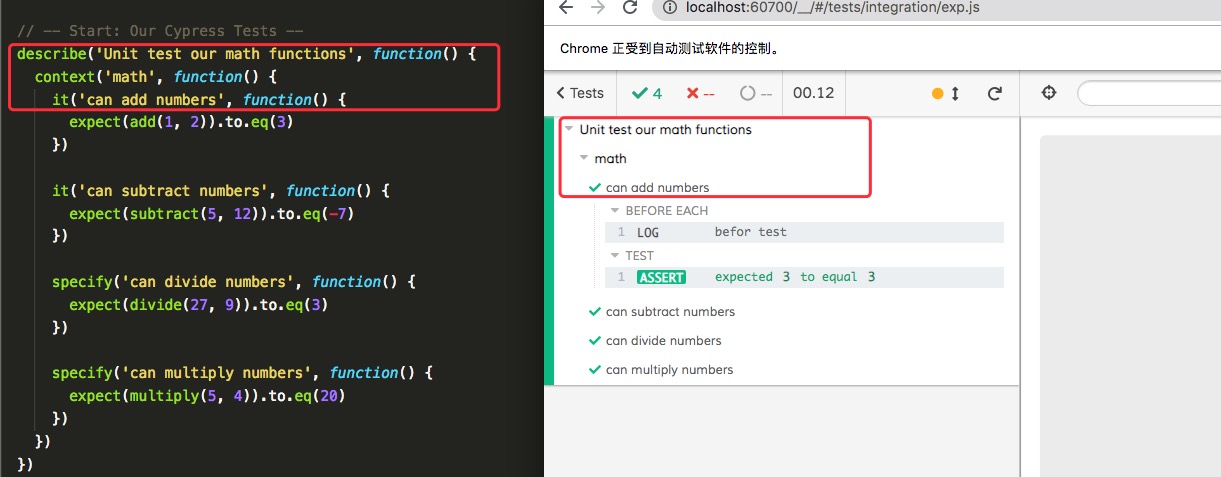 // -- Start: Our Cypress Tests --
describe('Unit test our math functions', function() {
context('math', function() {
it('can add numbers', function() {
expect(add(1, 2)).to.eq(3)
})
it('can subtract numbers', function() {
expect(subtract(5, 12)).to.eq(-7)
})
specify('can divide numbers', function() {
expect(divide(27, 9)).to.eq(3)
})
specify('can multiply numbers', function() {
expect(multiply(5, 4)).to.eq(20)
})
})
})
localhost:60700/__/#/tests/integration/exp.js
Chrome 正受到自动测试软件的控制。
Tests 4 -- -- 00.12
Unit test our math functions
math
can add numbers
BEFORE EACH
1 LOG befor test
TEST
1 ASSERT expected 3 to equal 3
can subtract numbers
can divide numbers
can multiply numbers